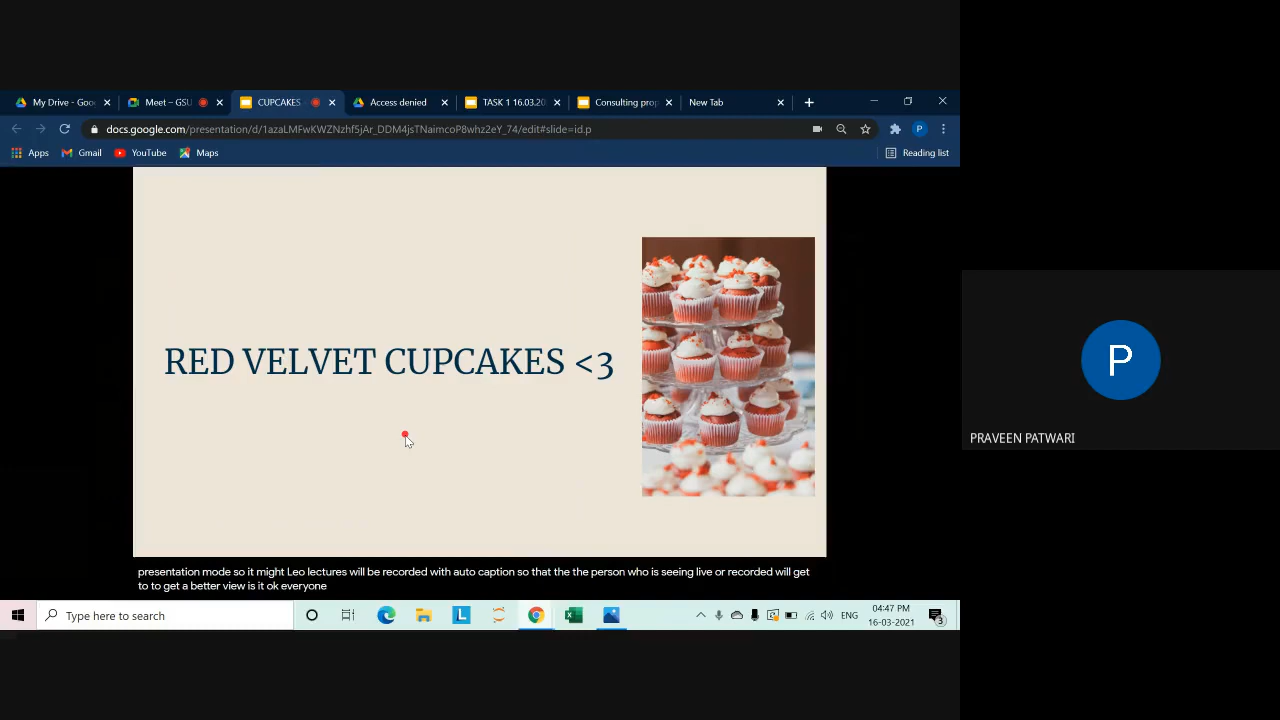 My Drive - Goo
Meet – GSU
CUPCAKES
Access denied
TASK 1 16.03.20
Consulting prop
New Tab
docs.google.com/presentation/d/1azaLMFwKWZNzhf5jAr_DDM4jsTNaimcoP8whz2eY_74/edit#slide=id.p
P
Apps
Gmail
YouTube
Maps
Reading list
RED VELVET CUPCAKES <3
P
PRAVEEN PATWARI
presentation mode so it might Leo lectures will be recorded with auto caption so that the the person who is seeing live or recorded will get
to to get a better view is it ok everyone
Type here to search
L
ENG
04:47 PM
16-03-2021
3